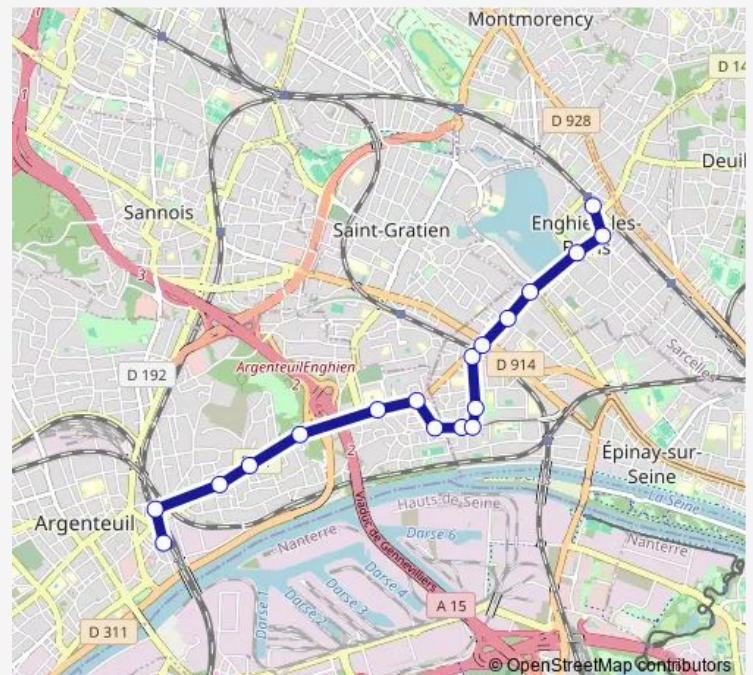 Montmorency
D 14
D 928
Deuil
Sannois
Saint-Gratien
Enghien-les-
Bains
1
3
D 914
Sarcelles
ArgenteuilEnghien
2
D 192
2
Épinay-sur-
Seine
La Seine
Hauts de Seine
Argenteuil
Viaduc de Gennevilliers
Nanterre
Darse 6
Nanterre
Darse 4
Darse 3
Darse 2
Darse 1
A 15
D 311
© OpenStreetMap contributors